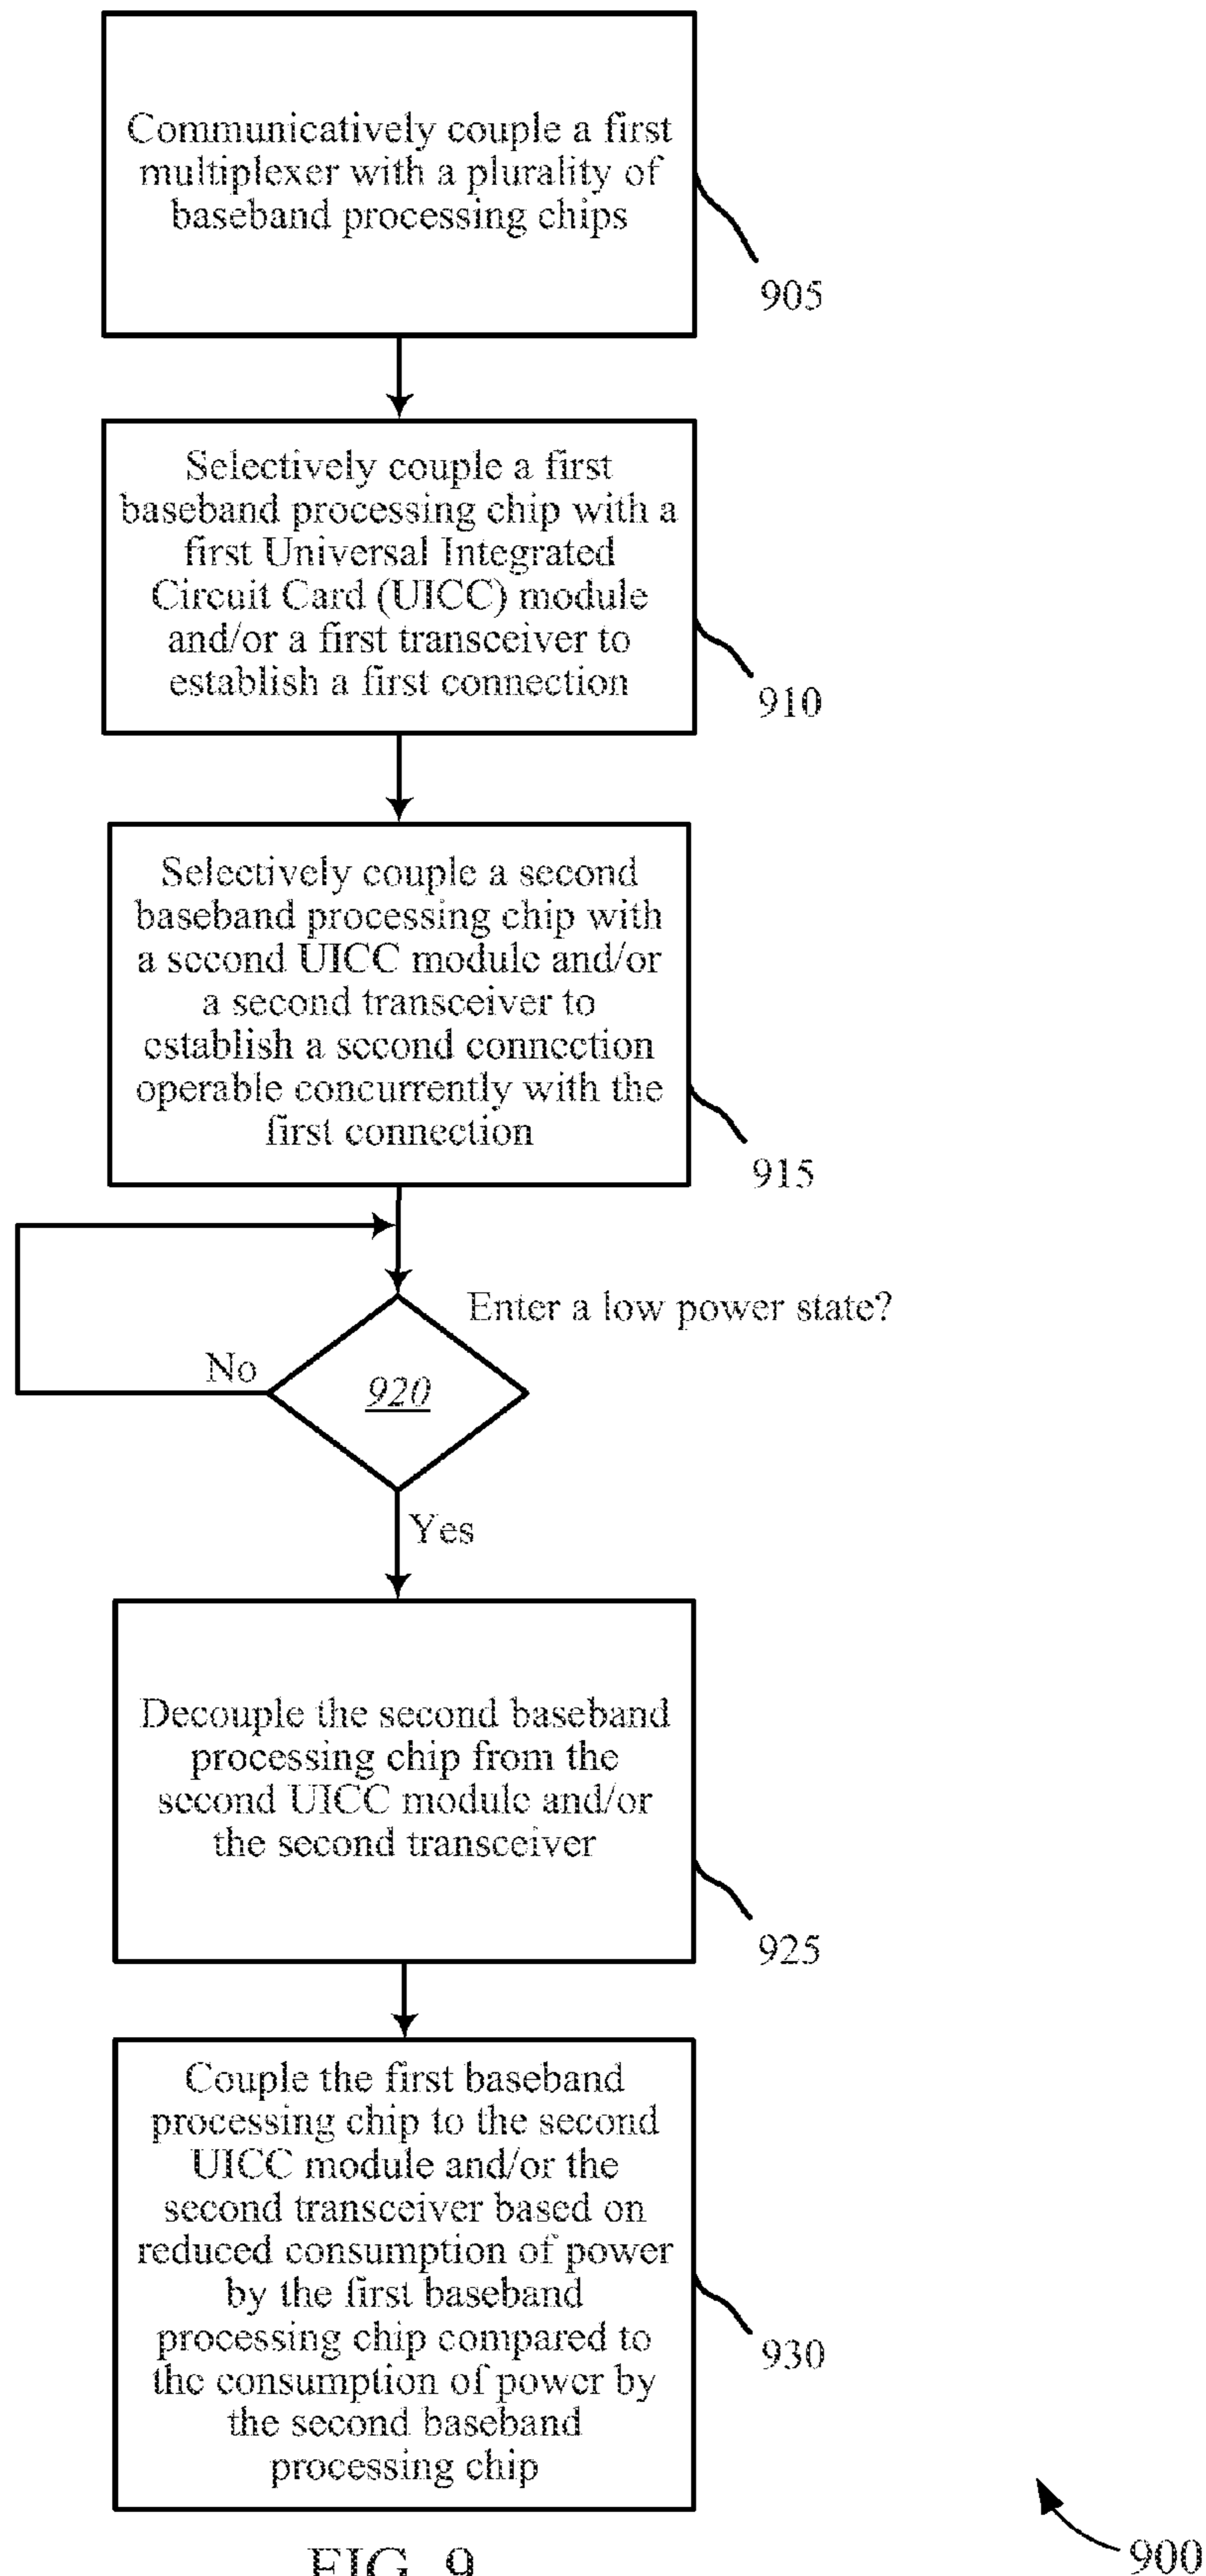 Communicatively couple a first
multiplexer with a plurality of
baseband processing chips
905
Selectively couple a first
baseband processing chip with a
first Universal Integrated
Circuit Card (UICC) module
and/or a first transceiver to
establish a first connection
910
Selectively couple a second
baseband processing chip with
a second UICC module and/or
a second transceiver to
establish a second connection
operable concurrently with the
first connection
915
Enter a low power state?
No
920
Yes
Decouple the second baseband
processing chip from the
second UICC module and/or
the second transceiver
925
Couple the first baseband
processing chip to the second
UICC module and/or the
second transceiver based on
reduced consumption of power
by the first baseband
processing chip compared to
the consumption of power by
the second baseband
processing chip
930
900
FIG. 9